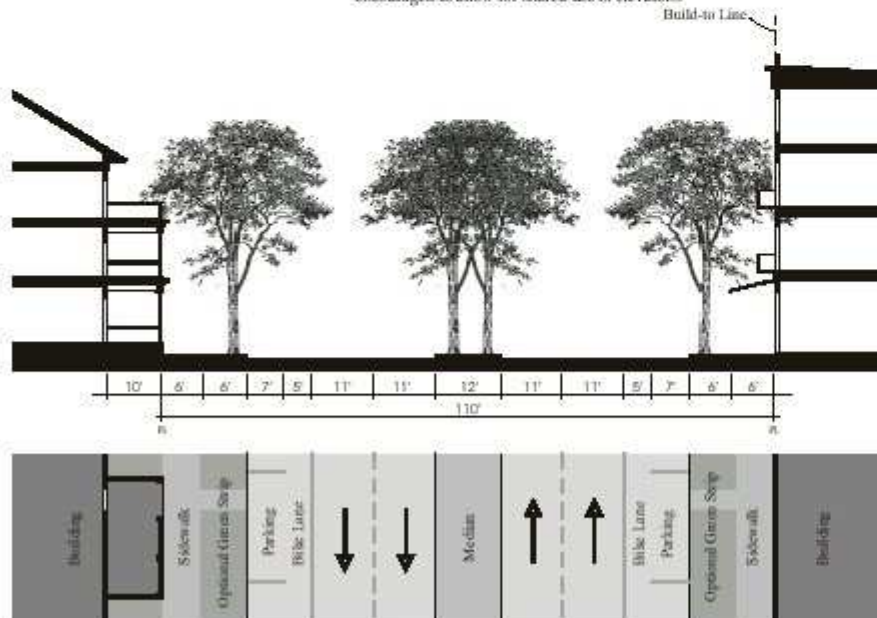 Build-to Line
10' 6' 6' 7' 5' 11' 11' 12' 11' 11' 5' 7' 6' 6'
110'
Building
Sidewalk
Optional Green Strip
Parking
Bike Lane
Median
Bike Lane
Parking
Optional Green Strip
Sidewalk
Building